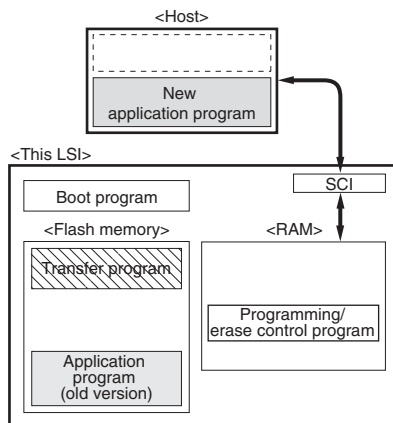 <Host>
New
application program
<This LSI>
SCI
Boot program
<Flash memory>
<RAM>
Transfer program
Programming/
erase control program
Application
program
(old version)